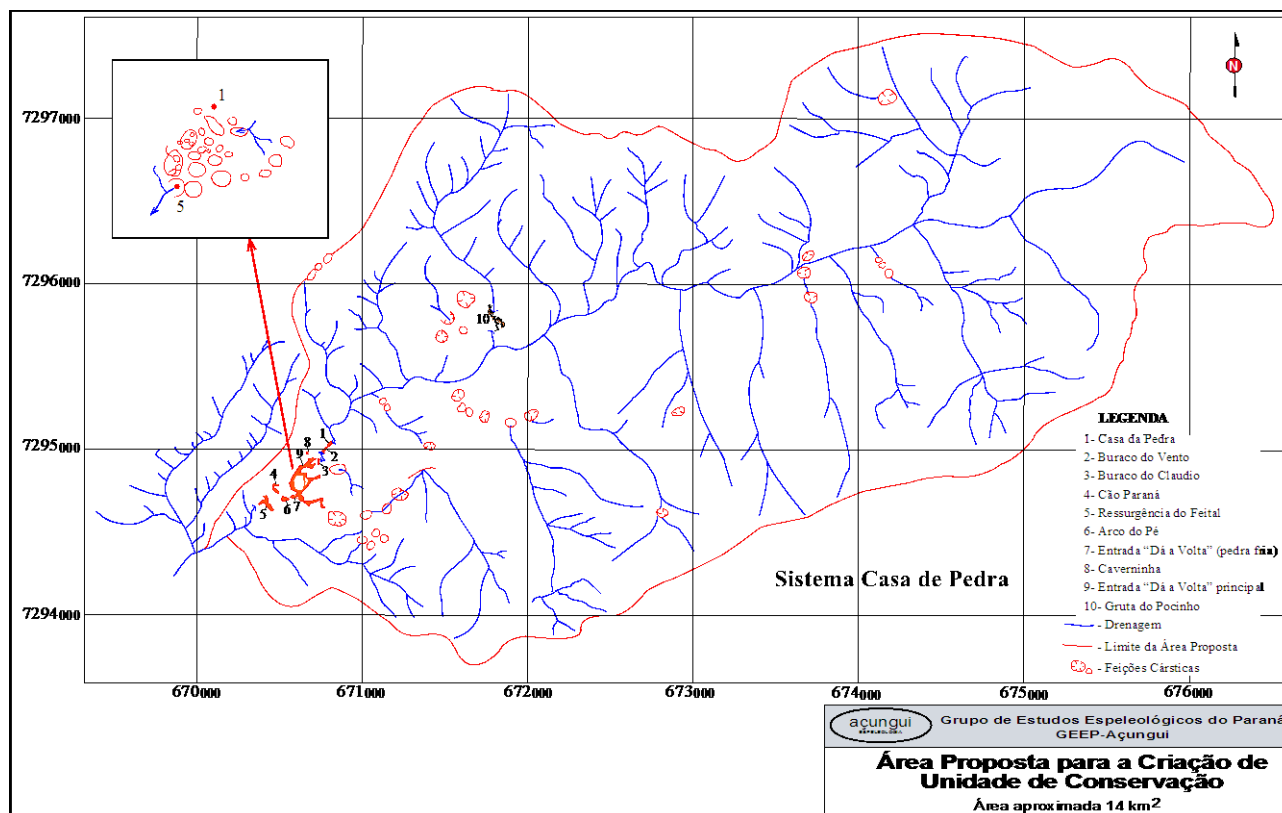 1
5
7297000
7296000
7295000
7294000
10
1
8
2
9
3
4
5
6
7
670000
671000
672000
673000
674000
675000
676000
N
Sistema Casa de Pedra
LEGENDA
1- Casa da Pedra
2- Buraco do Vento
3- Buraco do Claudio
4- Cão Paraná
5- Ressurgência do Feital
6- Arco do Pé
7- Entrada “Dá a Volta” (pedra fria)
8- Caverninha
9- Entrada “Dá a Volta” principal
10- Gruta do Pocinho
- Drenagem
- Limite da Área Proposta
- Feições Cársticas
açungui
ESPELEOLOGIA
Grupo de Estudos Espeleológicos do Paraná
GEEP-Açungui
Área Proposta para a Criação de
Unidade de Conservação
Área aproximada 14 km²